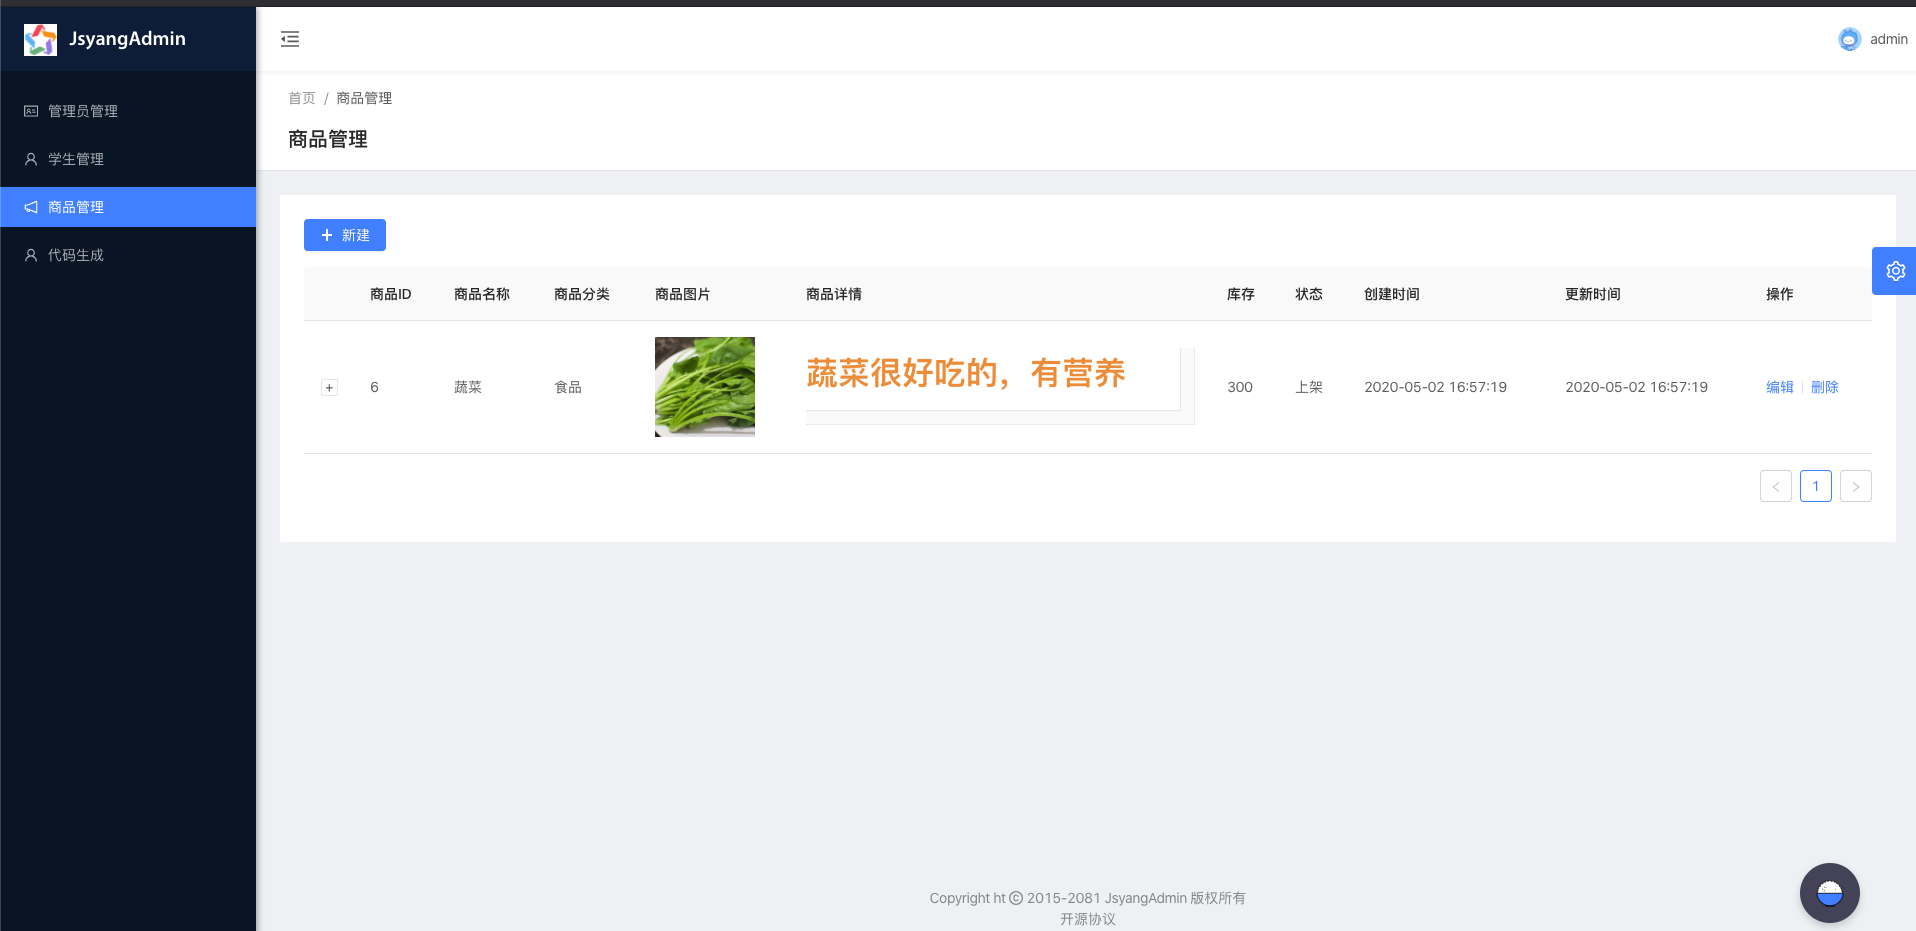 JsyangAdmin
admin
管理员管理
学生管理
商品管理
代码生成
首页 / 商品管理
商品管理
+ 新建
商品ID 商品名称 商品分类 商品图片 商品详情 库存 状态 创建时间 更新时间 操作
+ 6 蔬菜 食品 蔬菜很好吃的，有营养 300 上架 2020-05-02 16:57:19 2020-05-02 16:57:19 编辑 删除
< 1 >
Copyright ht © 2015-2081 JsyangAdmin 版权所有
开源协议